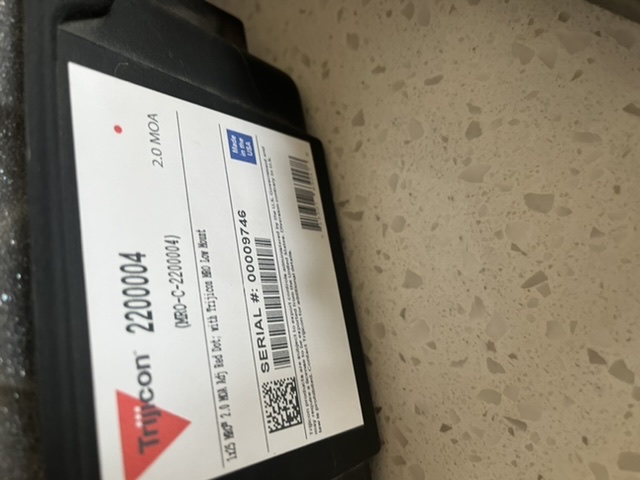 Trijicon 2200004 2.0 MOA
(MRO-C-2200004)
1x25 MRO® 2.0 MOA Adj Red Dot; with Trijicon MRO Low Mount
SERIAL #: 00009746
Made
in the
USA